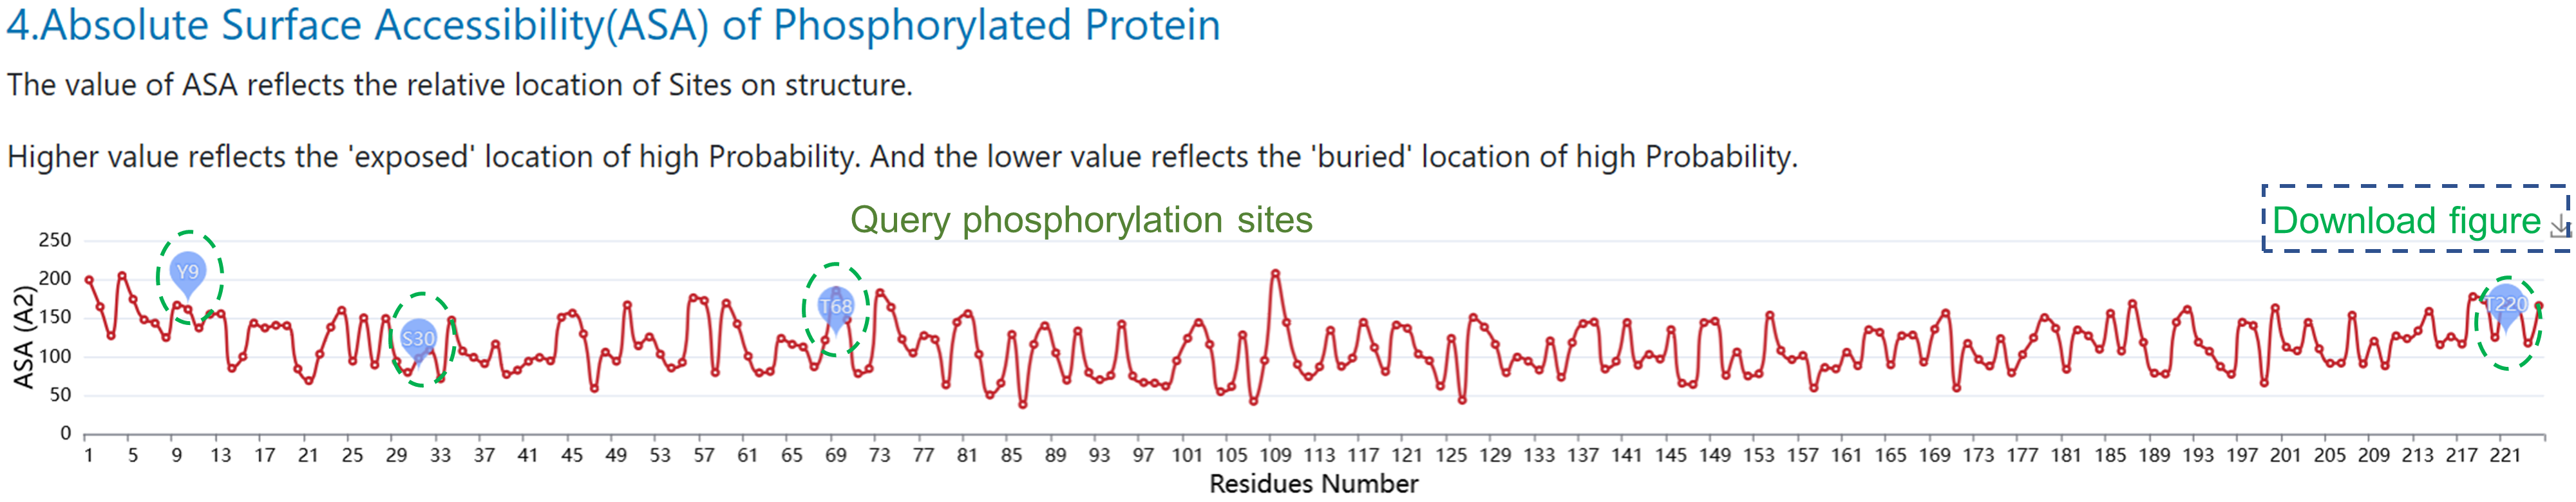 4.Absolute Surface Accessibility(ASA) of Phosphorylated Protein
The value of ASA reflects the relative location of Sites on structure.
Higher value reflects the 'exposed' location of high Probability. And the lower value reflects the 'buried' location of high Probability.
Query phosphorylation sites
Download figure
ASA (A2)
250
200
150
100
50
0
Y9
S30
T68
T220
1 5 9 13 17 21 25 29 33 37 41 45 49 53 57 61 65 69 73 77 81 85 89 93 97 101 105 109 113 117 121 125 129 133 137 141 145 149 153 157 161 165 169 173 177 181 185 189 193 197 201 205 209 213 217 221
Residues Number